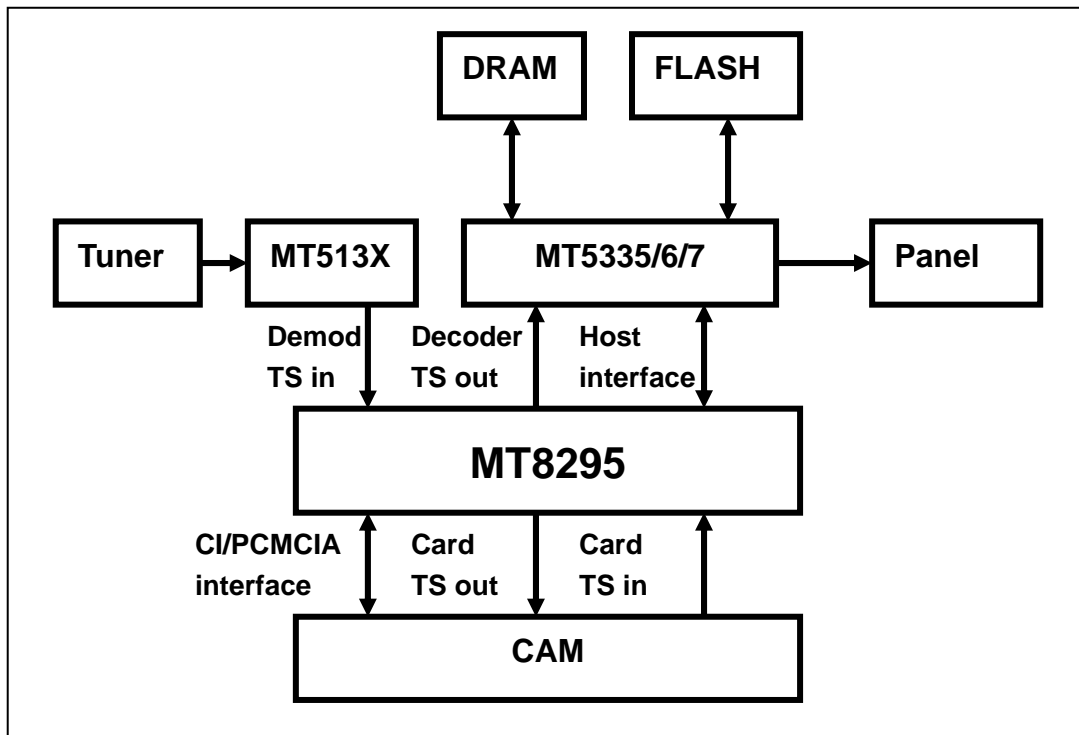 DRAM
FLASH
Tuner
MT513X
MT5335/6/7
Panel
Demod
TS in
Decoder
TS out
Host
interface
MT8295
CI/PCMCIA
interface
Card
TS out
Card
TS in
CAM